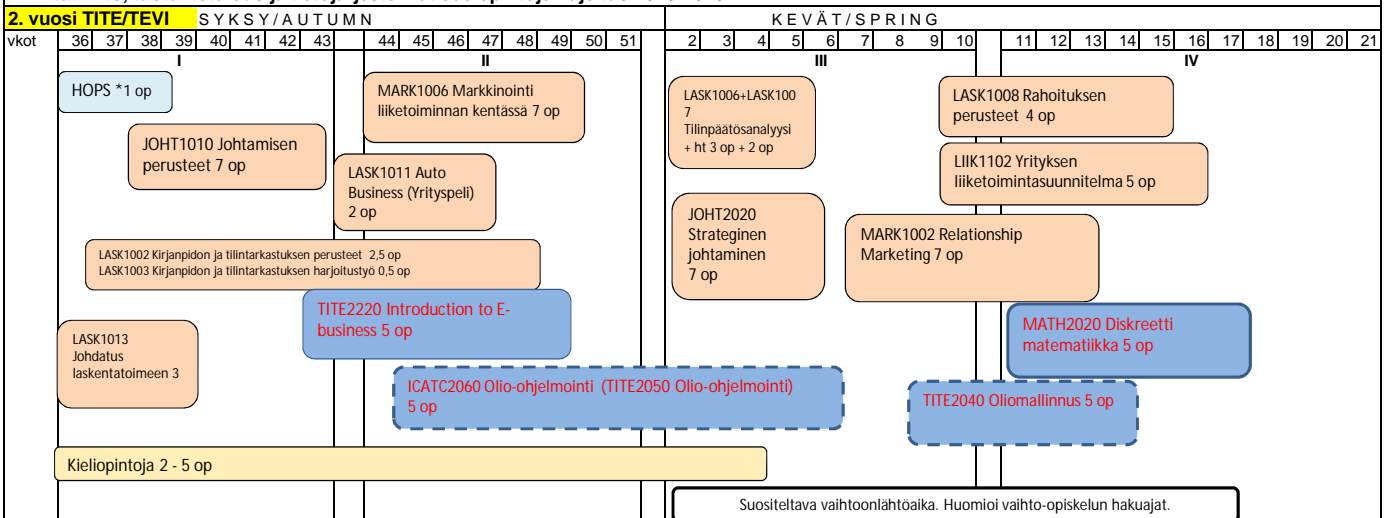 2. vuosi TITE/TEVI SYKSY/AUTUMN KEVÄT/SPRING
vkot 36 37 38 39 40 41 42 43 44 45 46 47 48 49 50 51 2 3 4 5 6 7 8 9 10 11 12 13 14 15 16 17 18 19 20 21
I II III IV
HOPS *1 op
MARK1006 Markkinointi
liiketoiminnan kentässä 7 op
LASK1006+LASK100
7
Tilinpäätösanalyysi
+ ht 3 op + 2 op
LASK1008 Rahoituksen
perusteet 4 op
JOHT1010 Johtamisen
perusteet 7 op
LASK1011 Auto
Business (Yrityspeli)
2 op
LIIK1102 Yrityksen
liiketoimintasuunnitelma 5 op
JOHT2020
Strateginen
johtaminen
7 op
MARK1002 Relationship
Marketing 7 op
LASK1002 Kirjanpidon ja tilintarkastuksen perusteet 2,5 op
LASK1003 Kirjanpidon ja tilintarkastuksen harjoitustyö 0,5 op
TITE2220 Introduction to E-
business 5 op
MATH2020 Diskreetti
matematiikka 5 op
LASK1013
Johdatus
laskentatoimeen 3
ICATC2060 Olio-ohjelmointi (TITE2050 Olio-ohjelmointi)
5 op
TITE2040 Oliomallinnus 5 op
Kieliopintoja 2 - 5 op
Suositeltava vaihtoonlähtöaika. Huomioi vaihto-opiskelun hakuajat.